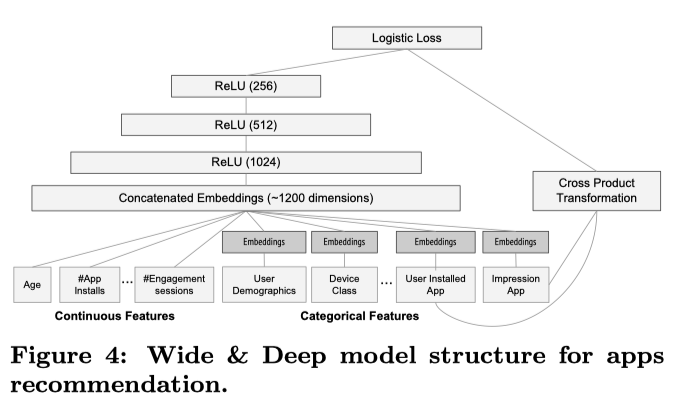 Logistic Loss
ReLU (256)
ReLU (512)
ReLU (1024)
Concatenated Embeddings (~1200 dimensions)
Cross Product
Transformation
Embeddings
Embeddings
Embeddings
Embeddings
Age
#App
Installs
...
#Engagement
sessions
User
Demographics
Device
Class
...
User Installed
App
Impression
App
Continuous Features
Categorical Features
Figure 4: Wide & Deep model structure for apps
recommendation.